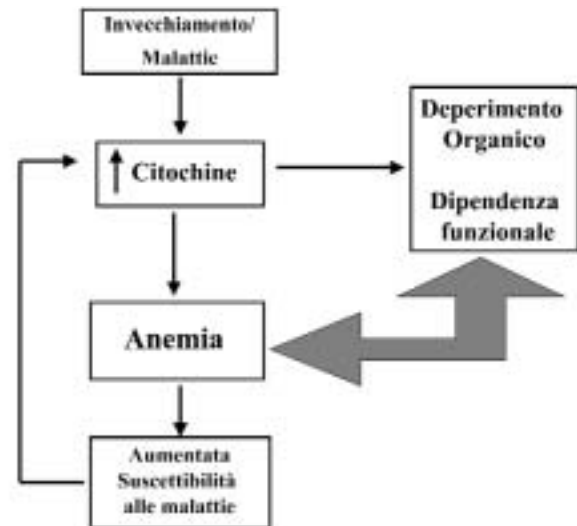 Invecchiamento/
Malattie
Citochine
Deperimento
Organico
Dipendenza
funzionale
Anemia
Aumentata
Suscettibilità
alle malattie